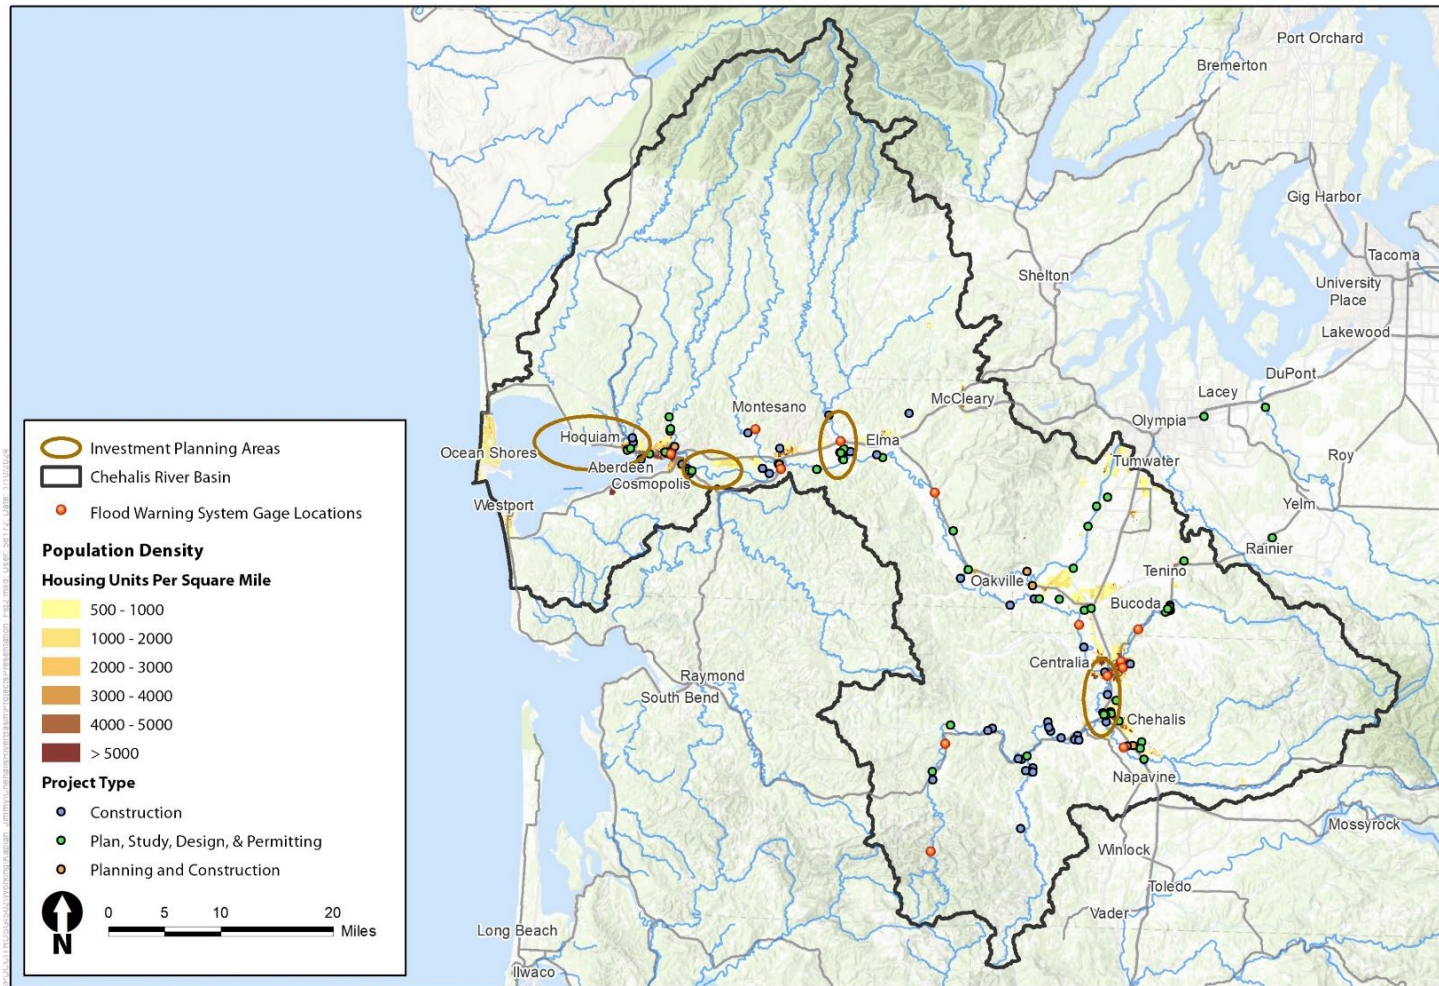 Port Orchard
Bremerton
Gig Harbor
Tacoma
Shelton
University
Place
Lakewood
DuPont
McCleary
Lacey
Montesano
Olympia
Hoquiam
Elma
Ocean Shores
Aberdeen
Tumwater
Roy
Cosmopolis
Westport
Yelm
Rainier
Tenino
Oakville
Bucoda
Centralia
Raymond
South Bend
Chehalis
Napavine
Mossyrock
Winlock
Toledo
Vader
Long Beach
Ilwaco
Investment Planning Areas
Chehalis River Basin
Flood Warning System Gage Locations
Population Density
Housing Units Per Square Mile
500 - 1000
1000 - 2000
2000 - 3000
3000 - 4000
4000 - 5000
> 5000
Project Type
Construction
Plan, Study, Design, & Permitting
Planning and Construction
N
0 5 10 20
Miles